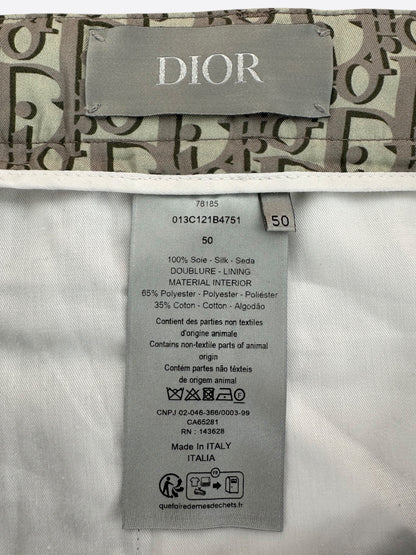 DIOR
78185
013C121B4751
50
50
100% Soie - Silk - Seda
DOUBLURE - LINING
MATERIAL INTERIOR
65% Polyester - Polyester - Poliéster
35% Coton - Cotton - Algodão
Contient des parties non textiles
d'origine animale
Contains non-textile parts of animal
origin
Contém partes não têxteis
de origem animal
CNPJ 02-046-366/0003-99
CA65281
RN : 143628
Made In ITALY
ITALIA
FR
quefairedemesdechets.fr